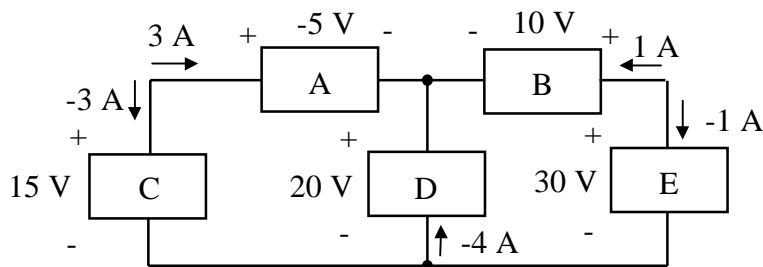 3 A + -5 V - - 10 V + 1 A
A B
-3 A -1 A
+ + +
15 V C 20 V D 30 V E
- - -
-4 A